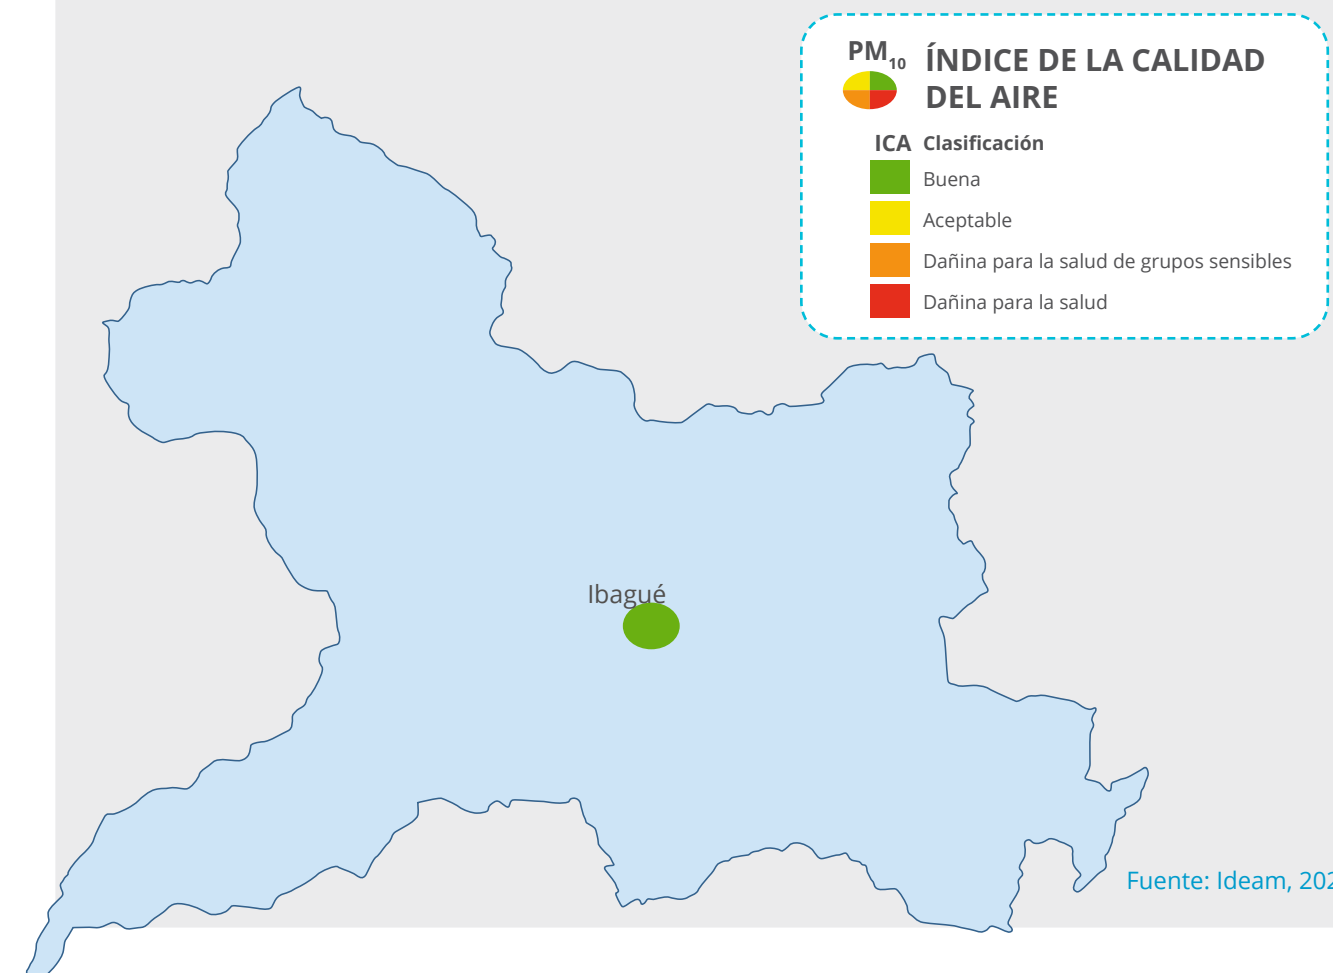 PM10
ÍNDICE DE LA CALIDAD
DEL AIRE
ICA Clasificación
Buena
Aceptable
Dañina para la salud de grupos sensibles
Dañina para la salud
Ibagué
Fuente: Ideam,